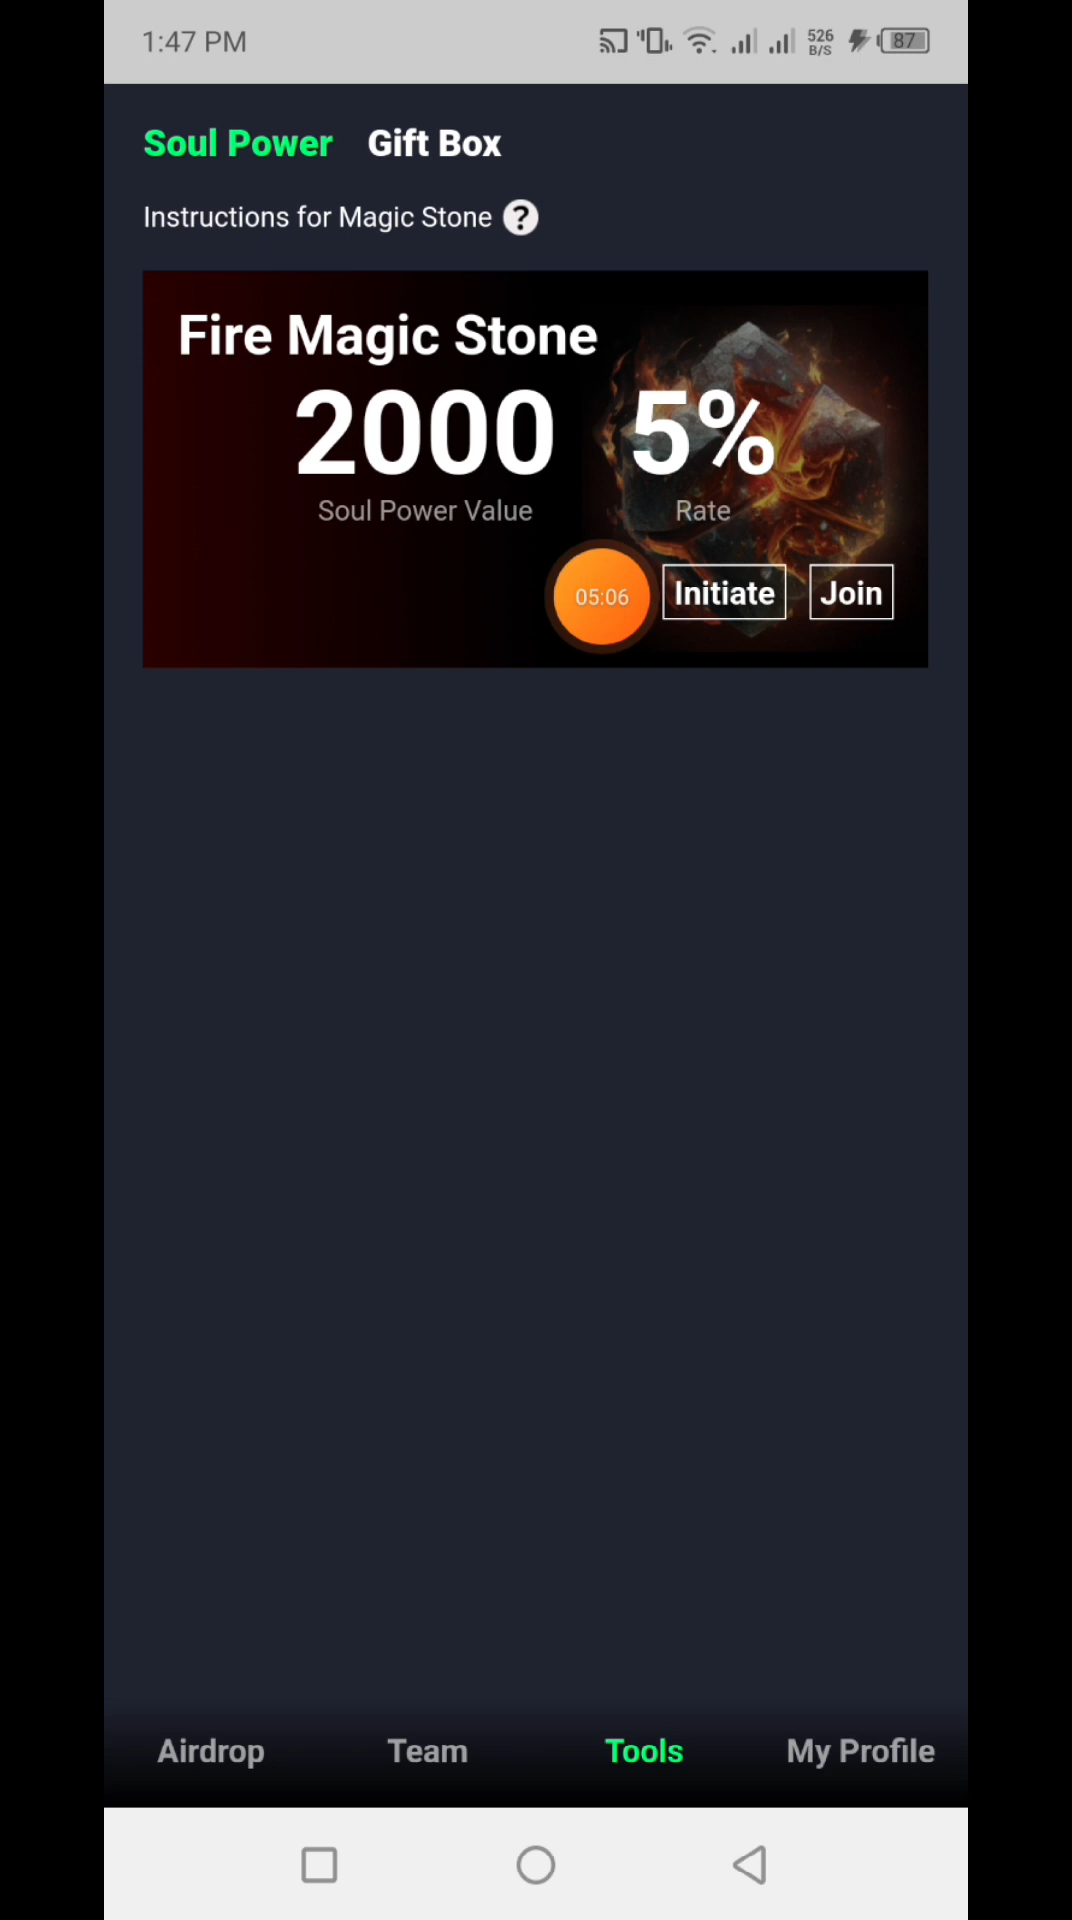 1:47 PM
526
B/S
87
Soul Power Gift Box
Instructions for Magic Stone ?
Fire Magic Stone
2000 5%
Soul Power Value Rate
05:06 Initiate Join
Airdrop Team Tools My Profile